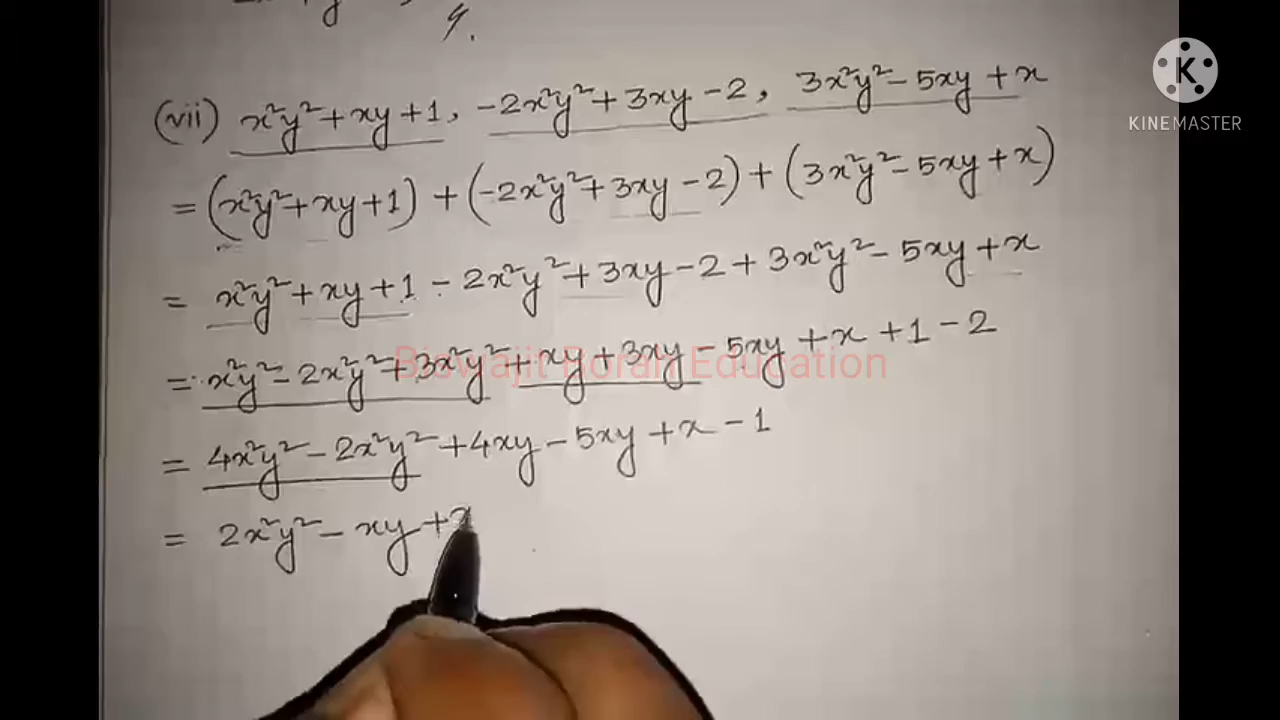 9.
K
KINEMASTER
(vii) x²y² + xy + 1, -2x²y² + 3xy - 2, 3x²y² - 5xy + x
= (x²y² + xy + 1) + (-2x²y² + 3xy - 2) + (3x²y² - 5xy + x)
= x²y² + xy + 1 - 2x²y² + 3xy - 2 + 3x²y² - 5xy + x
= x²y² - 2x²y² + 3x²y² + xy + 3xy - 5xy + x + 1 - 2
Biswajit Borah Education
= 4x²y² - 2x²y² + 4xy - 5xy + x - 1
= 2x²y² - xy + x